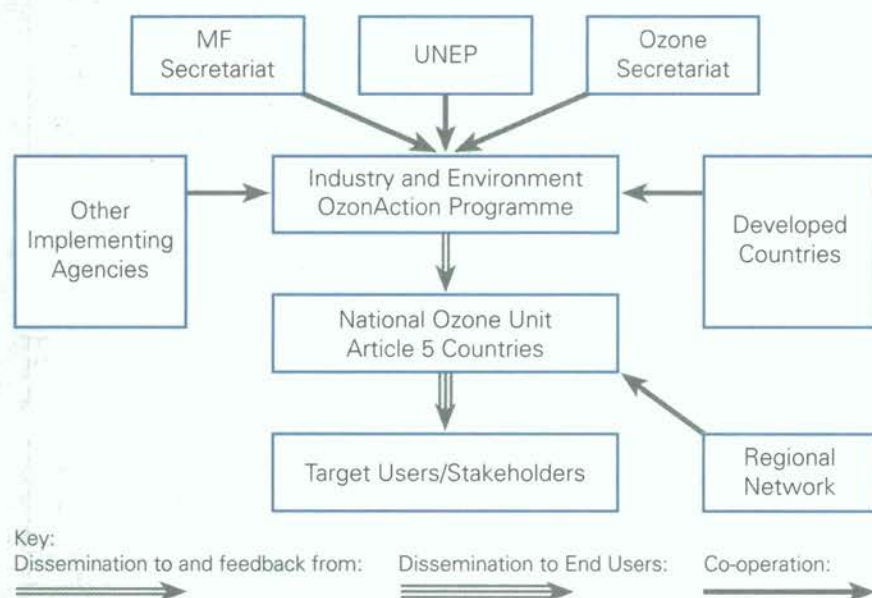 MF
Secretariat
UNEP
Ozone
Secretariat
Other
Implementing
Agencies
Industry and Environment
OzonAction Programme
Developed
Countries
National Ozone Unit
Article 5 Countries
Target Users/Stakeholders
Regional
Network
Key:
Dissemination to and feedback from:
Dissemination to End Users:
Co-operation: